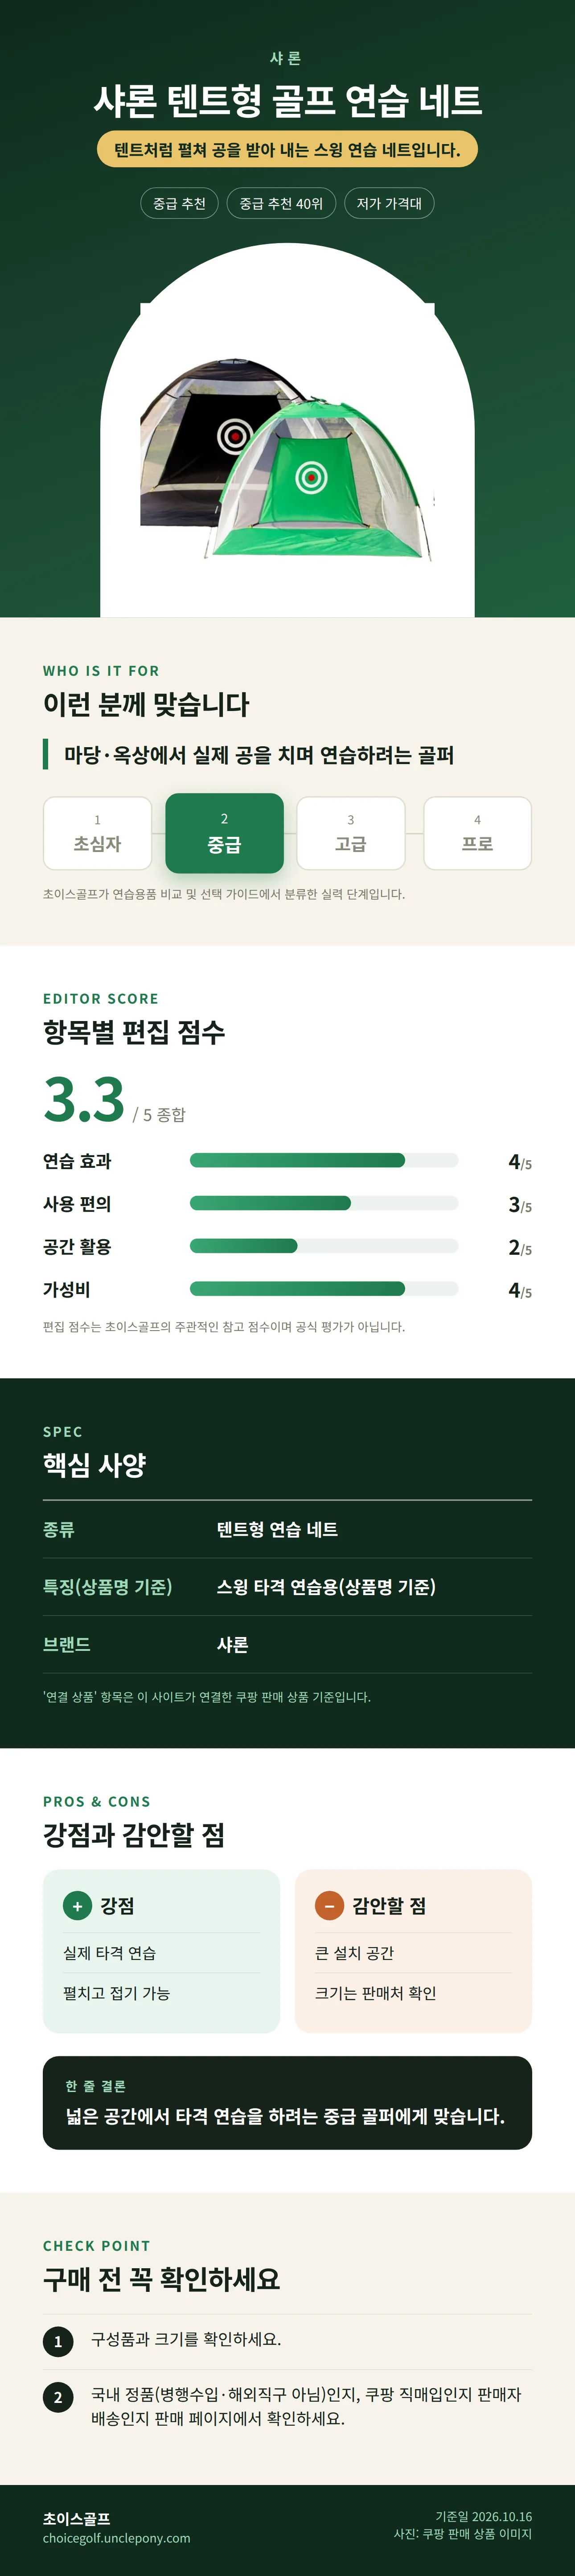 샤론
샤론 텐트형 골프 연습 네트
텐트처럼 펼쳐 공을 받아 내는 스윙 연습 네트입니다.
중급 추천
중급 추천 40위
저가 가격대
WHO IS IT FOR
이런 분께 맞습니다
마당·옥상에서 실제 공을 치며 연습하려는 골퍼
1
초심자
2
중급
3
고급
4
프로
초이스골프가 연습용품 비교 및 선택 가이드에서 분류한 실력 단계입니다.
EDITOR SCORE
항목별 편집 점수
3.3 / 5 종합
연습 효과 4/5
사용 편의 3/5
공간 활용 2/5
가성비 4/5
편집 점수는 초이스골프의 주관적인 참고 점수이며 공식 평가가 아닙니다.
SPEC
핵심 사양
종류 텐트형 연습 네트
특징(상품명 기준) 스윙 타격 연습용(상품명 기준)
브랜드 샤론
'연결 상품' 항목은 이 사이트가 연결한 쿠팡 판매 상품 기준입니다.
PROS & CONS
강점과 감안할 점
+ 강점
실제 타격 연습
펼치고 접기 가능
− 감안할 점
큰 설치 공간
크기는 판매처 확인
한 줄 결론
넓은 공간에서 타격 연습을 하려는 중급 골퍼에게 맞습니다.
CHECK POINT
구매 전 꼭 확인하세요
1 구성품과 크기를 확인하세요.
2 국내 정품(병행수입·해외직구 아님)인지, 쿠팡 직매입인지 판매자
배송인지 판매 페이지에서 확인하세요.
초이스골프
choicegolf.unclepony.com
기준일 2026.10.16
사진: 쿠팡 판매 상품 이미지